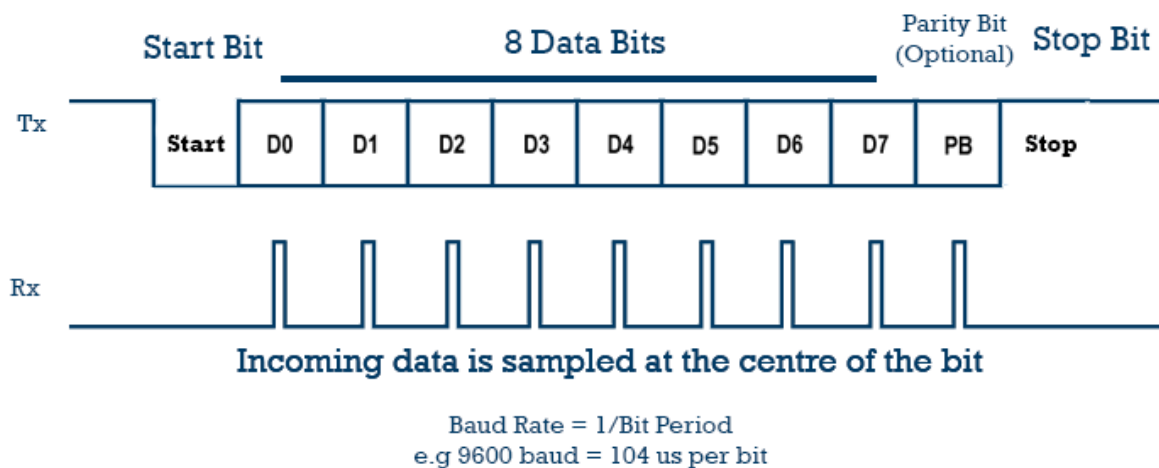 Start Bit
8 Data Bits
Parity Bit
(Optional)
Stop Bit
Tx
Start D0 D1 D2 D3 D4 D5 D6 D7 PB Stop
Rx
Incoming data is sampled at the centre of the bit
Baud Rate = 1/Bit Period
e.g 9600 baud = 104 us per bit